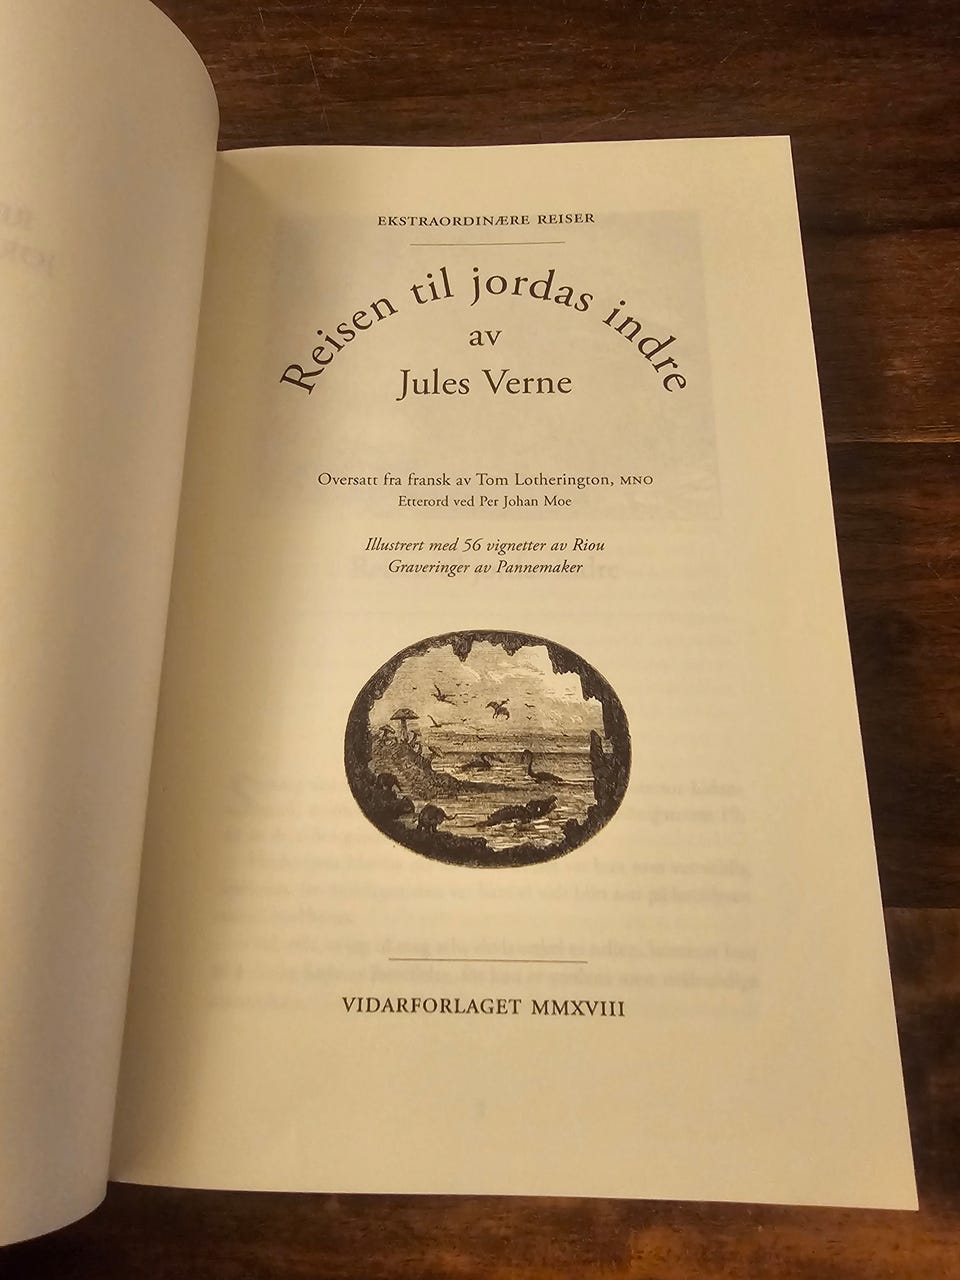 EKSTRAORDINÆRE REISER
Reisen til jordas indre
av
Jules Verne
Oversatt fra fransk av Tom Lotherington, MNO
Etterord ved Per Johan Moe
Illustrert med 56 vignetter av Riou
Graveringer av Pannemaker
VIDARFORLAGET MMXVIII